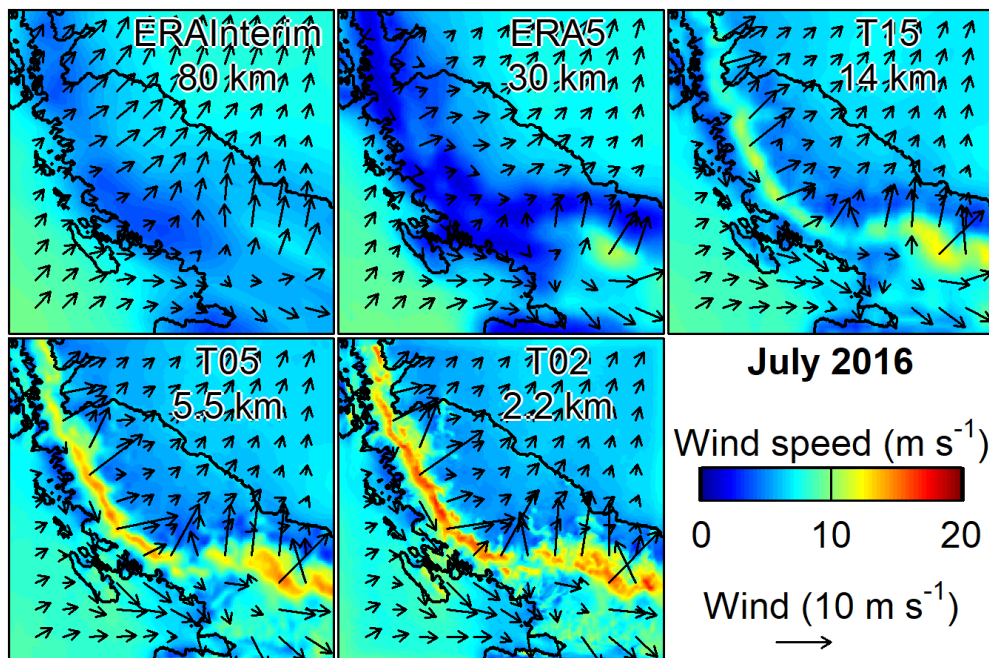 ERAInterim
80 km
ERA5
30 km
T15
14 km
T05
5.5 km
T02
2.2 km
July 2016
Wind speed (m s⁻¹)
0 10 20
Wind (10 m s⁻¹)